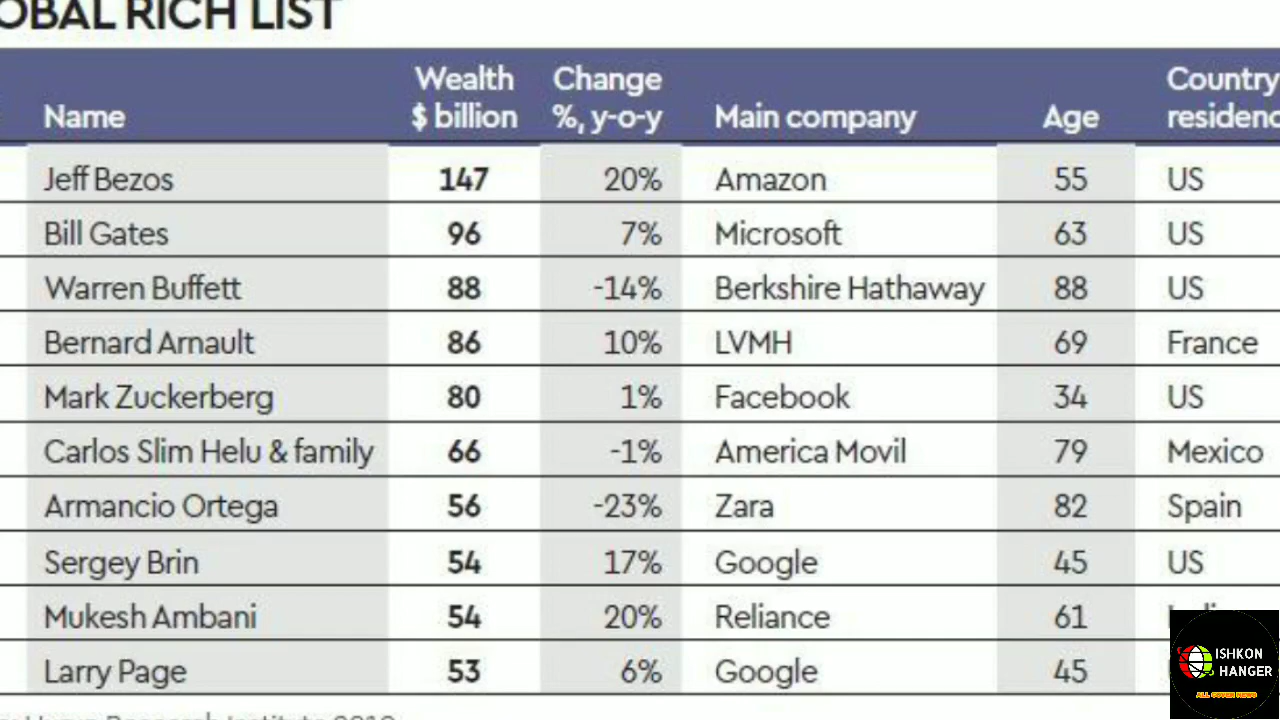 OBAL RICH LIST
Name Wealth $ billion Change %, y-o-y Main company Age Country residenc
Jeff Bezos 147 20% Amazon 55 US
Bill Gates 96 7% Microsoft 63 US
Warren Buffett 88 -14% Berkshire Hathaway 88 US
Bernard Arnault 86 10% LVMH 69 France
Mark Zuckerberg 80 1% Facebook 34 US
Carlos Slim Helu & family 66 -1% America Movil 79 Mexico
Armancio Ortega 56 -23% Zara 82 Spain
Sergey Brin 54 17% Google 45 US
Mukesh Ambani 54 20% Reliance 61
Larry Page 53 6% Google 45
ISHKON
HANGER
ALL COVER NEWS